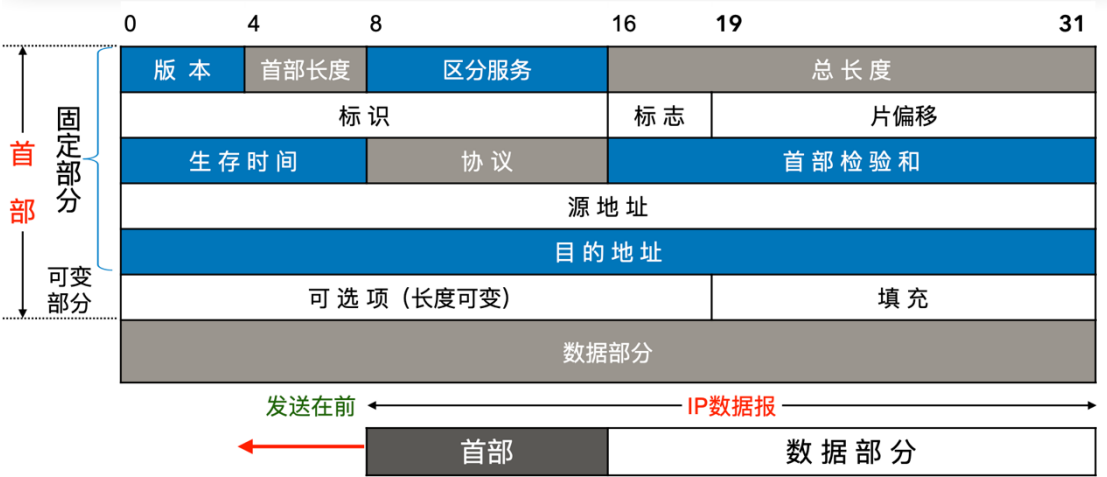 0 4 8 16 19 31
版 本 首部长度 区分服务 总 长 度
标 识 标 志 片偏移
生 存 时 间 协 议 首 部 检 验 和
源 地 址
目 的 地 址
可 选 项（长度可变） 填 充
数据部分
首部
固定部分
可变
部分
发送在前 IP数据报
首部 数 据 部 分